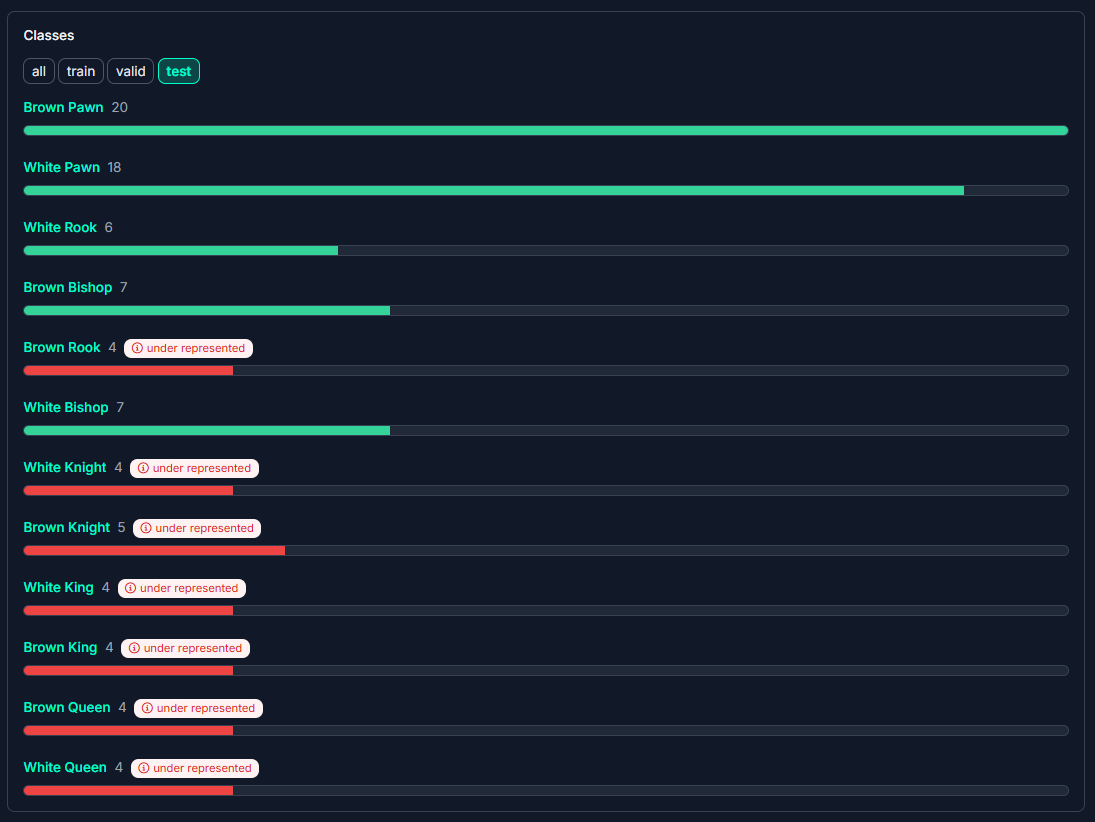 Classes
all train valid test
Brown Pawn 20
White Pawn 18
White Rook 6
Brown Bishop 7
Brown Rook 4 under represented
White Bishop 7
White Knight 4 under represented
Brown Knight 5 under represented
White King 4 under represented
Brown King 4 under represented
Brown Queen 4 under represented
White Queen 4 under represented